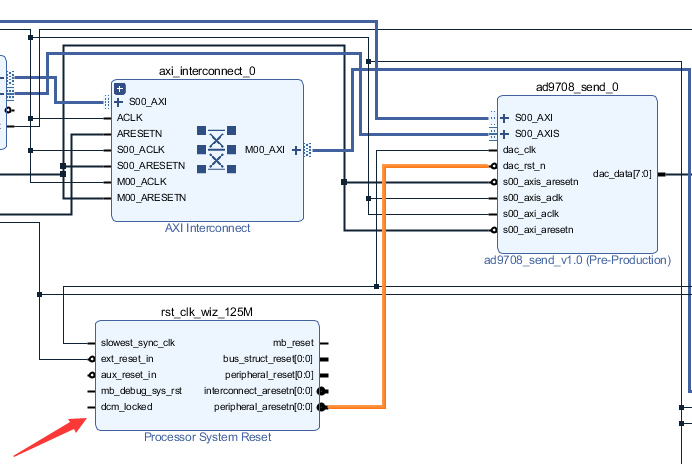 axi_interconnect_0
S00_AXI
ACLK
ARESETN
S00_ACLK
S00_ARESETN
M00_ACLK
M00_ARESETN
M00_AXI
AXI Interconnect
ad9708_send_0
S00_AXI
S00_AXIS
dac_clk
dac_rst_n
s00_axis_aresetn
s00_axis_aclk
s00_axi_aclk
s00_axi_aresetn
dac_data[7:0]
ad9708_send_v1.0 (Pre-Production)
rst_clk_wiz_125M
slowest_sync_clk
ext_reset_in
aux_reset_in
mb_debug_sys_rst
dcm_locked
mb_reset
bus_struct_reset[0:0]
peripheral_reset[0:0]
interconnect_aresetn[0:0]
peripheral_aresetn[0:0]
Processor System Reset